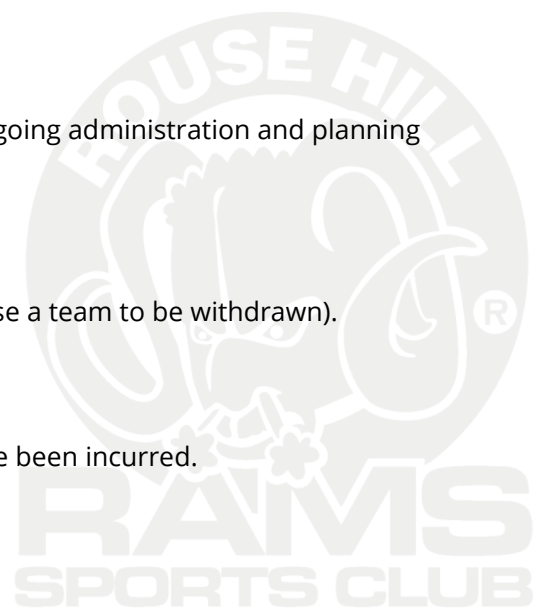 ROUSE HILL
going administration and planning
se a team to be withdrawn).
®
e been incurred.
RAMS
SPORTS CLUB